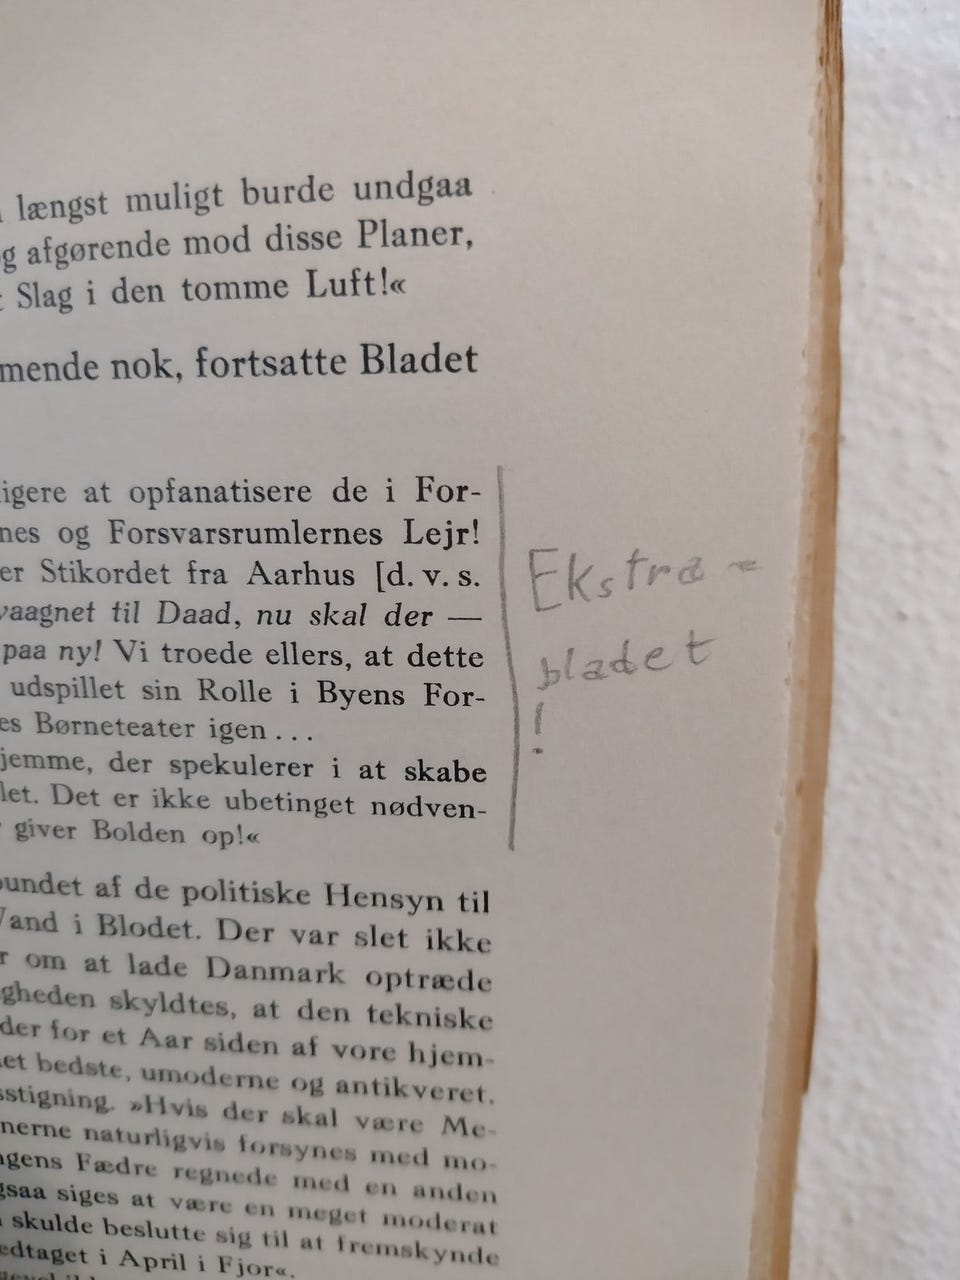 længst muligt burde undgaa
g afgørende mod disse Planer,
Slag i den tomme Luft!«
mende nok, fortsatte Bladet
igere at opfanatisere de i For-
nes og Forsvarsrumlernes Lejr!
er Stikordet fra Aarhus [d. v. s.
vaagnet til Daad, nu skal der —
paa ny! Vi troede ellers, at dette
udspillet sin Rolle i Byens For-
es Børneteater igen ...
jemme, der spekulerer i at skabe
let. Det er ikke ubetinget nødven-
giver Bolden op!«
Ekstra-
bladet
!
bundet af de politiske Hensyn til
Vand i Blodet. Der var slet ikke
r om at lade Danmark optræde
gheden skyldtes, at den tekniske
der for et Aar siden af vore hjem-
et bedste, umoderne og antikveret.
sstigning. »Hvis der skal være Me-
nerne naturligvis forsynes med mo-
gens Fædre regnede med en anden
gsaa siges at være en meget moderat
skulde beslutte sig til at fremskynde
edtaget i April i Fjor«.